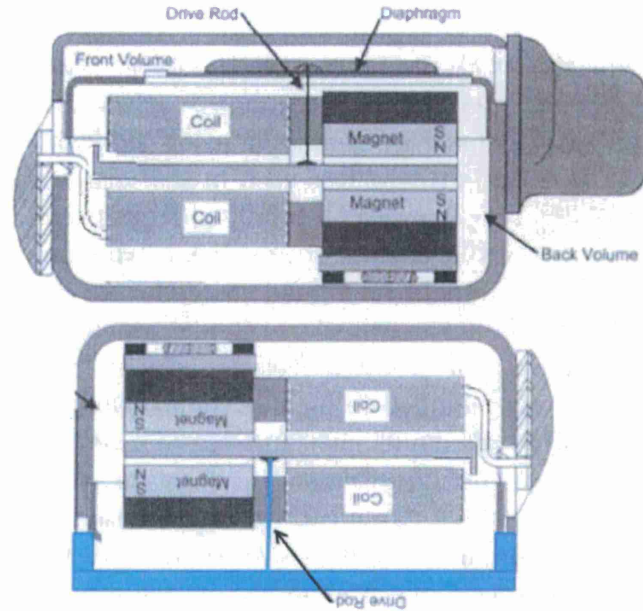 Drive Rod
Diaphragm
Front Volume
Coil
Magnet
S
N
Coil
Magnet
S
N
Back Volume
N
S
Magnet
Coil
N
S
Magnet
Coil
Drive Rod